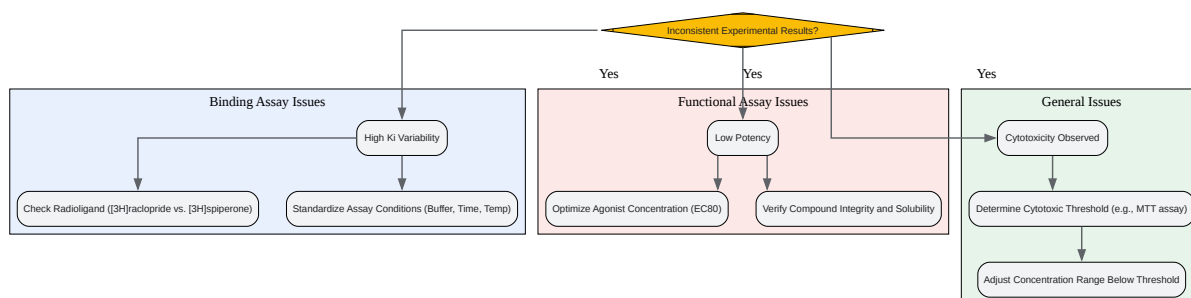 Inconsistent Experimental Results?
Yes
Yes
Yes
Binding Assay Issues
Functional Assay Issues
General Issues
High Ki Variability
Low Potency
Cytotoxicity Observed
Check Radioligand ([3H]raclopride vs. [3H]spiperone)
Standardize Assay Conditions (Buffer, Time, Temp)
Optimize Agonist Concentration (EC80)
Verify Compound Integrity and Solubility
Determine Cytotoxic Threshold (e.g., MTT assay)
Adjust Concentration Range Below Threshold